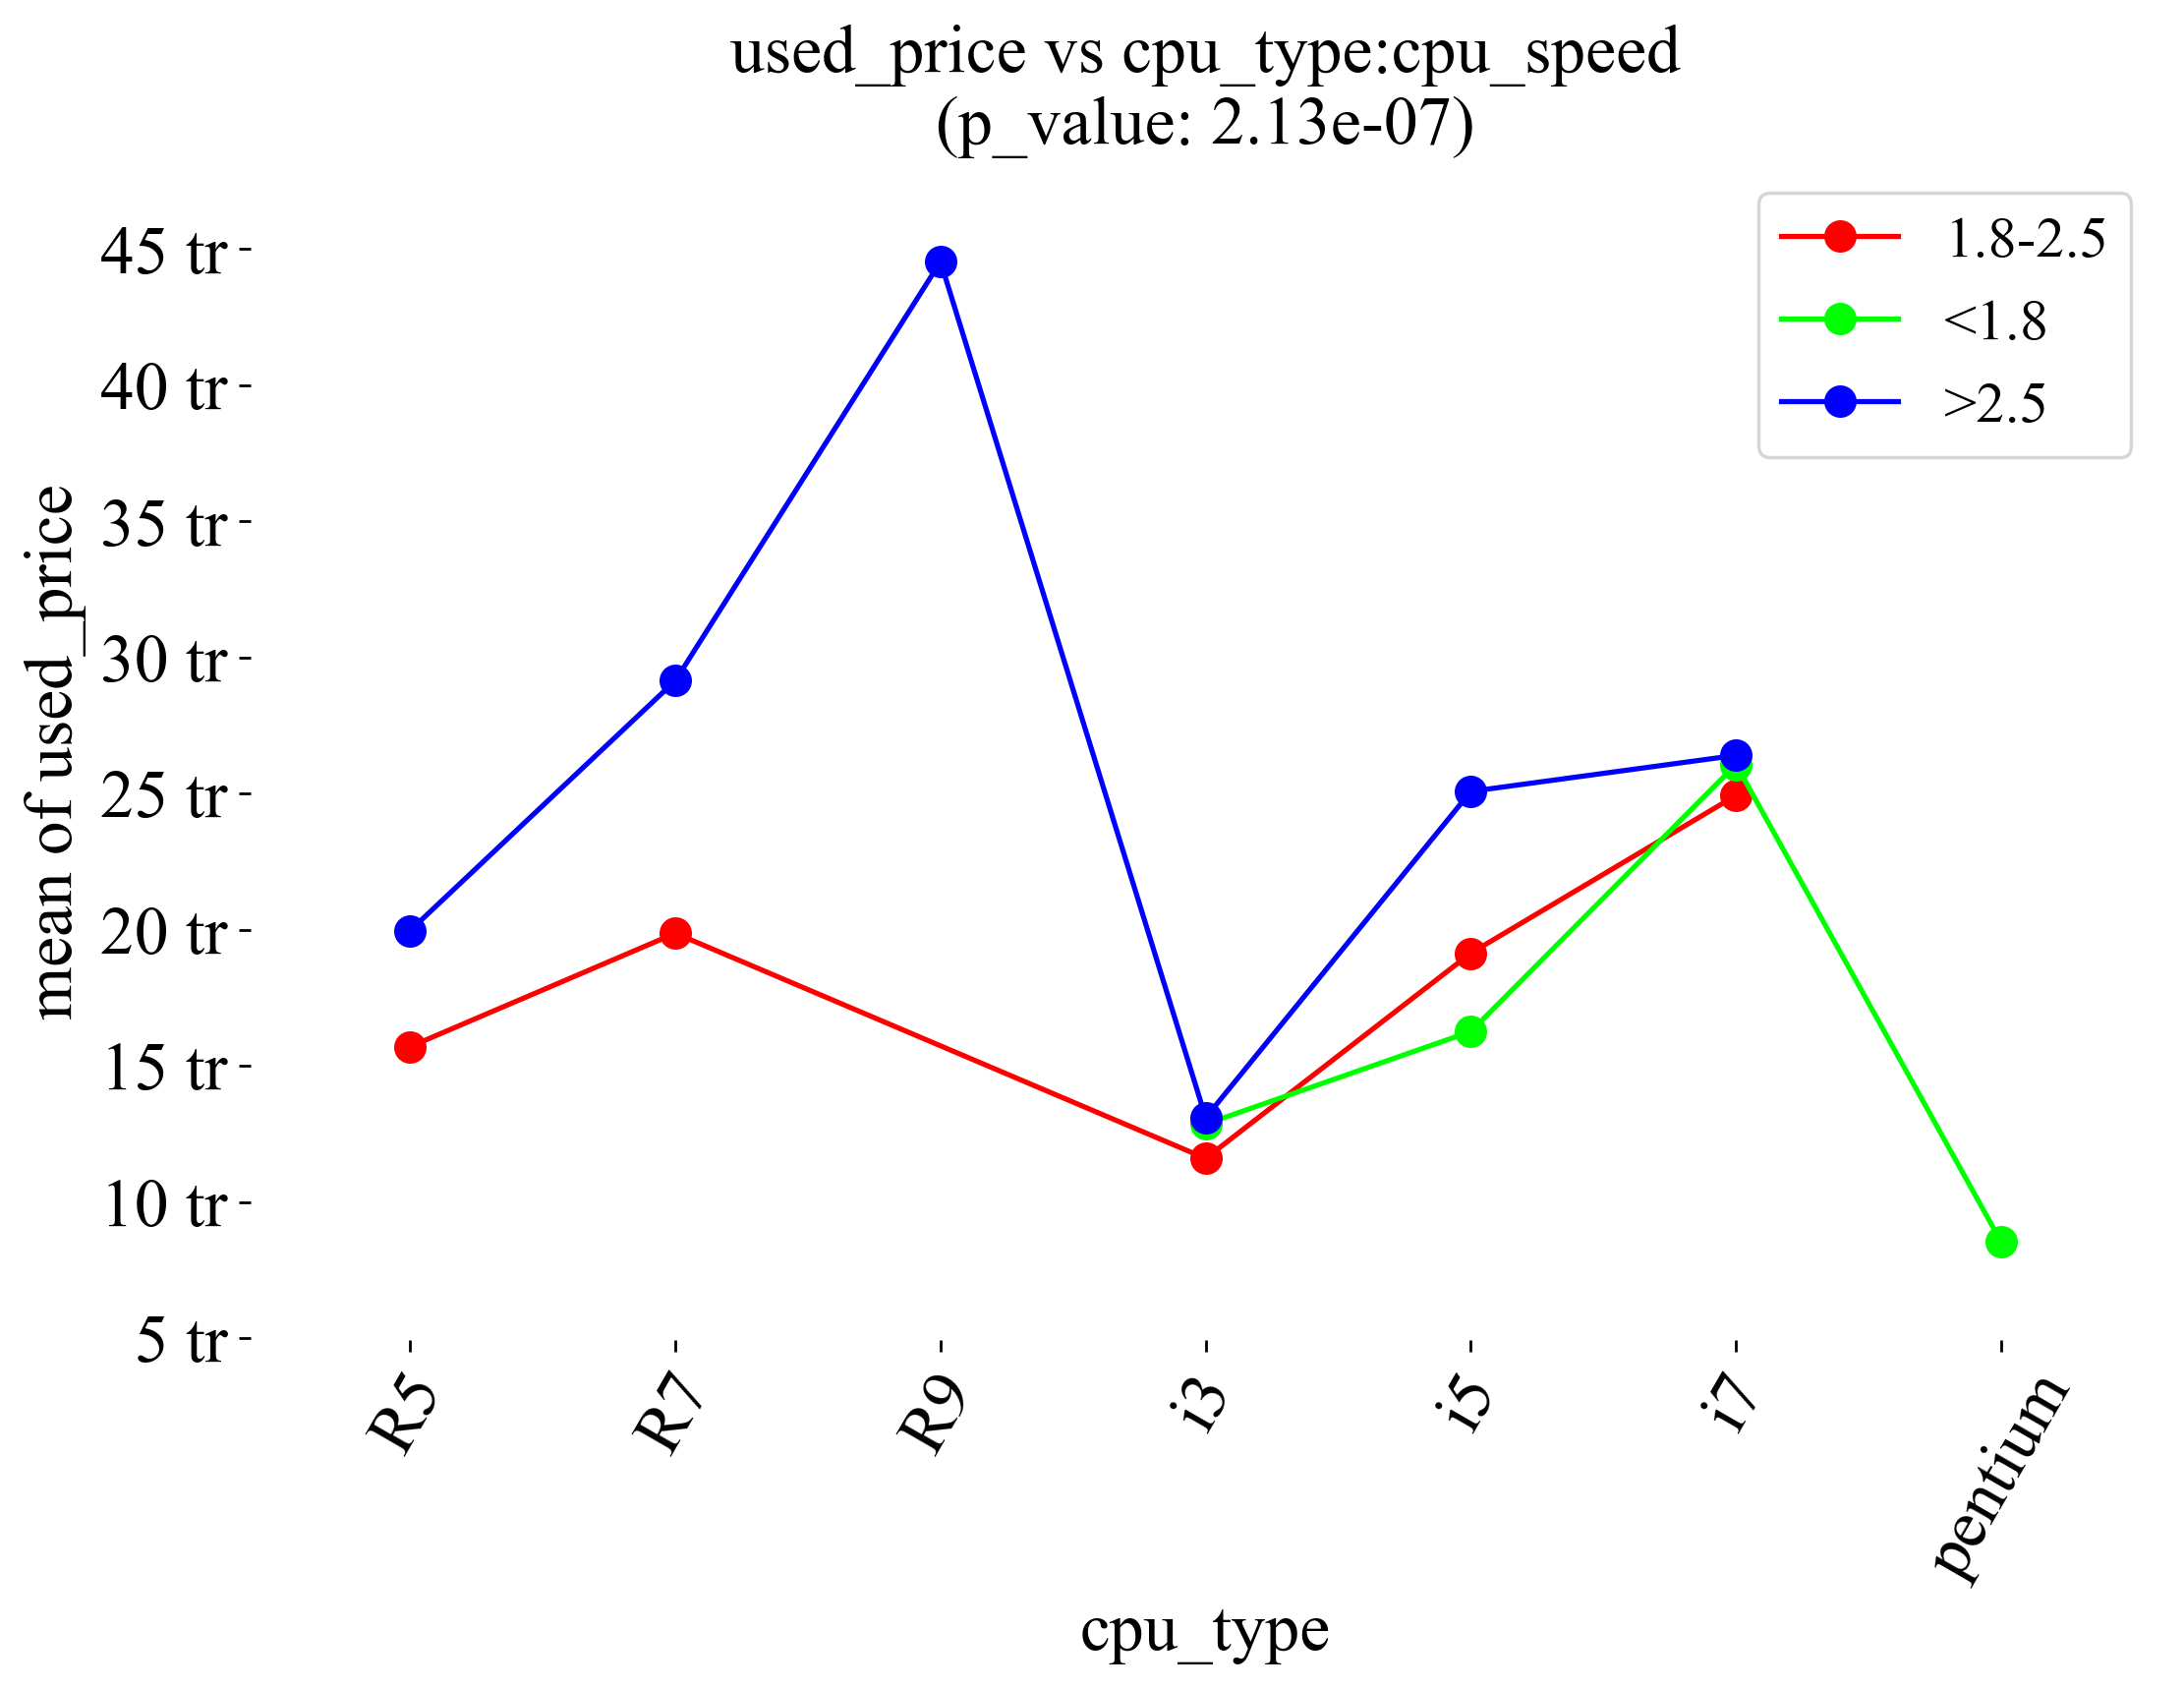 used_price vs cpu_type:cpu_speed
(p_value: 2.13e-07)
1.8-2.5
<1.8
>2.5
mean of used_price
45 tr
40 tr
35 tr
30 tr
25 tr
20 tr
15 tr
10 tr
5 tr
R5
R7
R9
i3
i5
i7
pentium
cpu_type